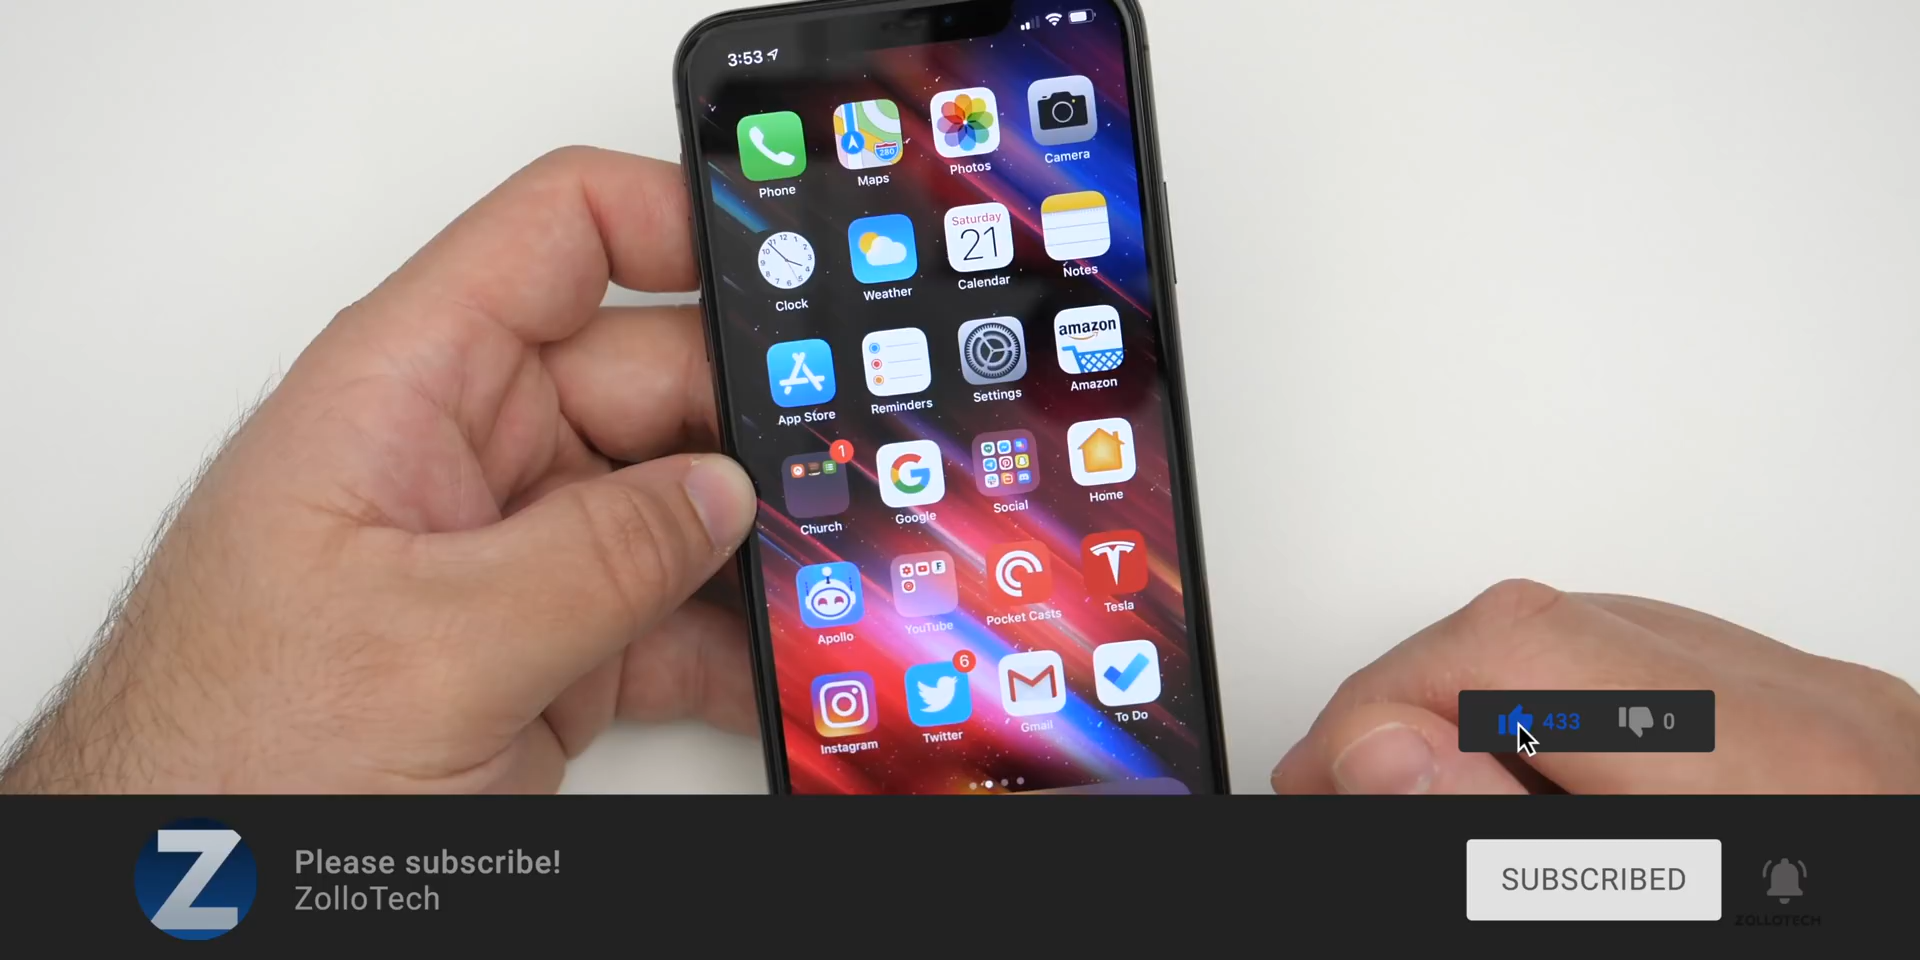 3:53
Phone
Maps
Photos
Camera
280
Clock
Weather
Saturday
21
Calendar
Notes
App Store
Reminders
Settings
amazon
Amazon
1
Church
G
Google
Social
Home
Apollo
F
YouTube
Pocket Casts
Tesla
Instagram
6
Twitter
Gmail
To Do
433
0
Z
Please subscribe!
ZolloTech
SUBSCRIBED
ZOLLOTECH